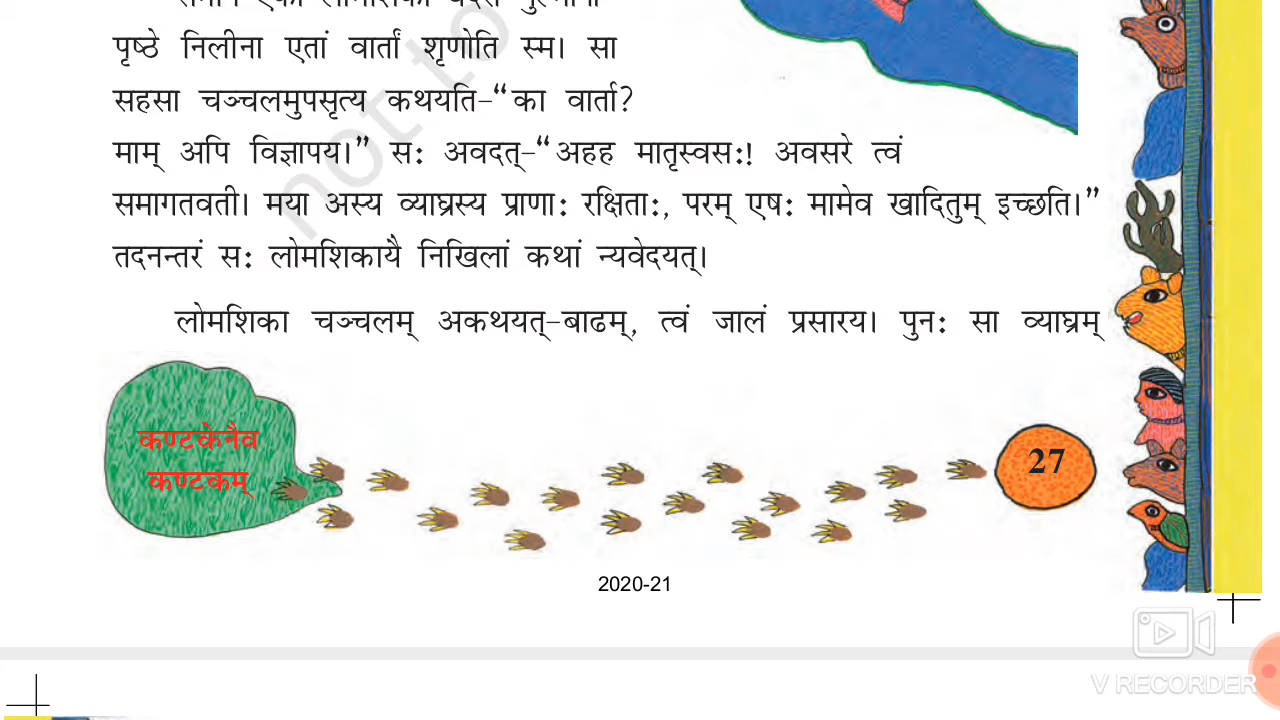 पृष्ठे निलीना एतां वार्तां शृणोति स्म। सा
सहसा चञ्चलमुपसृत्य कथयति-“का वार्ता?
माम् अपि विज्ञापय।” सः अवदत्-“अहह मातृस्वसः! अवसरे त्वं
समागतवती। मया अस्य व्याघ्रस्य प्राणाः रक्षिताः, परम् एषः मामेव खादितुम् इच्छति।”
तदनन्तरं सः लोमशिकायै निखिलां कथां न्यवेदयत्।
लोमशिका चञ्चलम् अकथयत्-बाढम्, त्वं जालं प्रसारय। पुनः सा व्याघ्रम्
कण्टकेनैव
कण्टकम्
27
2020-21
not to
V RECORDER